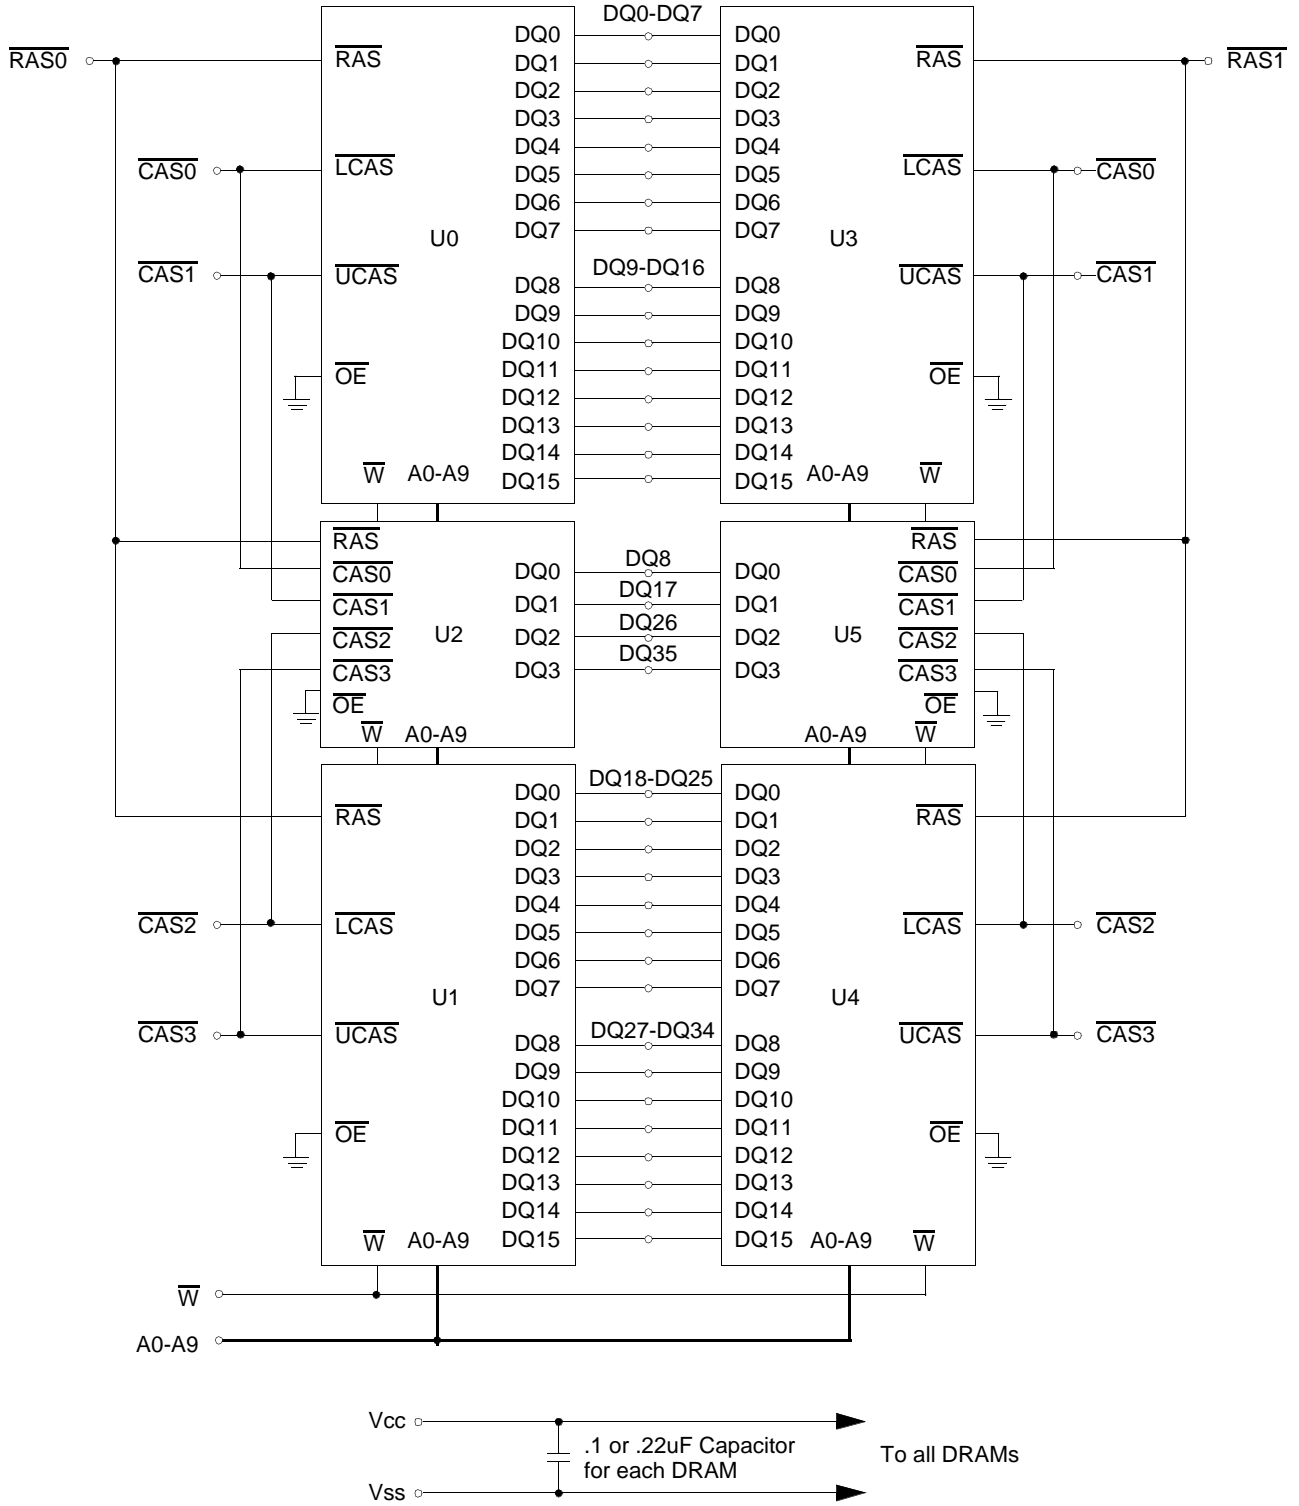 DQ0-DQ7
RAS0 RAS DQ0 DQ0 RAS RAS1
DQ1 DQ1
DQ2 DQ2
DQ3 DQ3
DQ4 DQ4
CAS0 LCAS DQ5 DQ5 LCAS CAS0
DQ6 DQ6
DQ7 DQ7
U0 U3
DQ9-DQ16
CAS1 UCAS DQ8 DQ8 UCAS CAS1
DQ9 DQ9
DQ10 DQ10
DQ11 DQ11
OE OE
DQ12 DQ12
DQ13 DQ13
DQ14 DQ14
W A0-A9 DQ15 DQ15 A0-A9 W
RAS RAS
DQ8
CAS0 DQ0 DQ0 CAS0
DQ17
CAS1 DQ1 DQ1 CAS1
DQ26
CAS2 U2 DQ2 DQ2 U5 CAS2
DQ35
CAS3 DQ3 DQ3 CAS3
OE OE
W A0-A9 A0-A9 W
DQ18-DQ25
DQ0 DQ0
RAS DQ1 DQ1 RAS
DQ2 DQ2
DQ3 DQ3
DQ4 DQ4
CAS2 LCAS DQ5 DQ5 LCAS CAS2
DQ6 DQ6
DQ7 DQ7
U1 U4
DQ27-DQ34
CAS3 UCAS DQ8 DQ8 UCAS CAS3
DQ9 DQ9
DQ10 DQ10
DQ11 DQ11
OE OE
DQ12 DQ12
DQ13 DQ13
DQ14 DQ14
W A0-A9 DQ15 DQ15 A0-A9 W
W
A0-A9
Vcc
.1 or .22uF Capacitor
for each DRAM
To all DRAMs
Vss